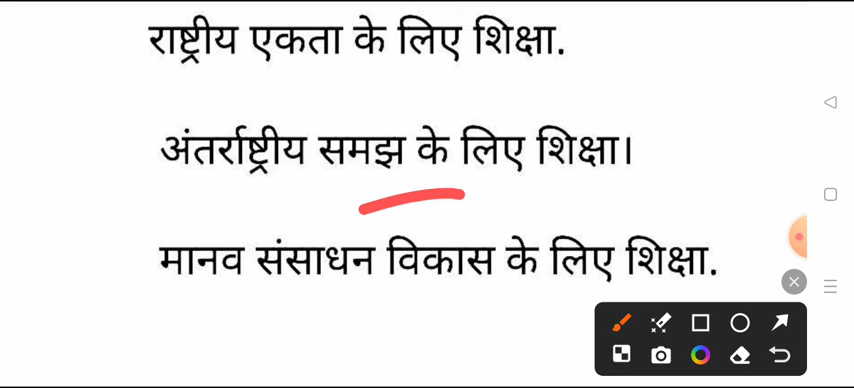 राष्ट्रीय एकता के लिए शिक्षा.
अंतर्राष्ट्रीय समझ के लिए शिक्षा।
मानव संसाधन विकास के लिए शिक्षा.